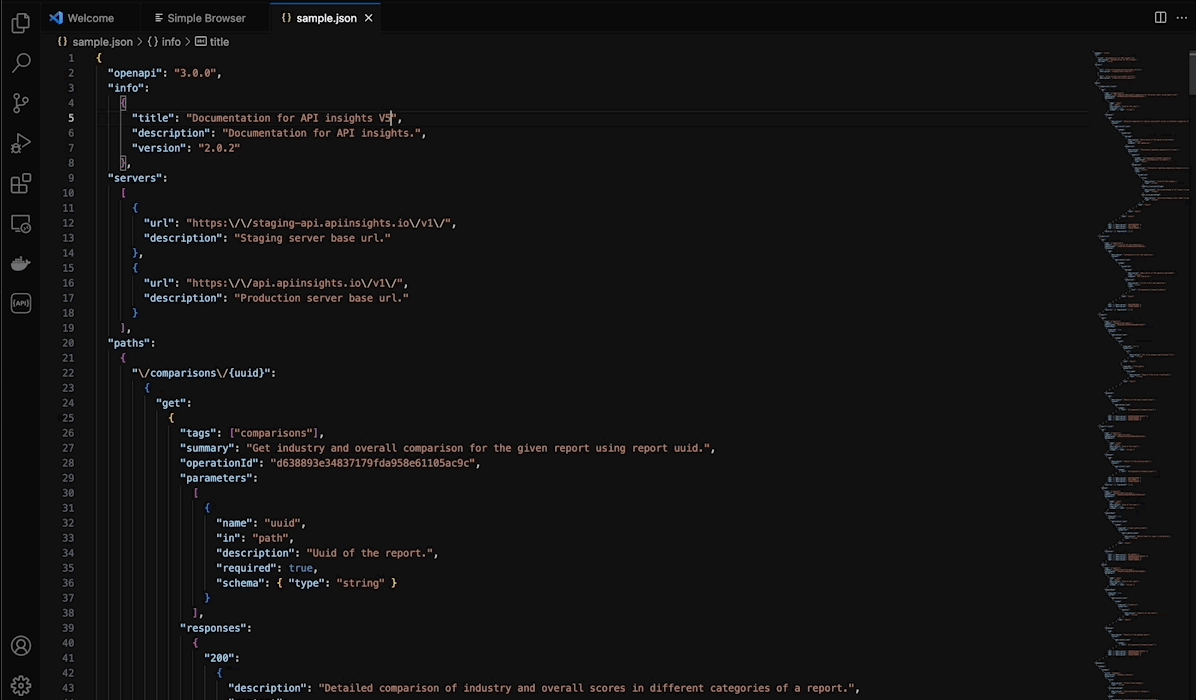 Welcome Simple Browser {} sample.json ×
{} sample.json > {} info > title
1 {
2 "openapi": "3.0.0",
3 "info":
4 {
5 "title": "Documentation for API insights V5",
6 "description": "Documentation for API insights.",
7 "version": "2.0.2"
8 },
9 "servers":
10 [
11 {
12 "url": "https:\/\/staging-api.apiinsights.io\/v1\/",
13 "description": "Staging server base url."
14 },
15 {
16 "url": "https:\/\/api.apiinsights.io\/v1\/",
17 "description": "Production server base url."
18 }
19 ],
20 "paths":
21 {
22 "\/comparisons\/{uuid}":
23 {
24 "get":
25 {
26 "tags": ["comparisons"],
27 "summary": "Get industry and overall comparison for the given report using report uuid.",
28 "operationId": "d638893e34837179fda958e61105ac9c",
29 "parameters":
30 [
31 {
32 "name": "uuid",
33 "in": "path",
34 "description": "Uuid of the report.",
35 "required": true,
36 "schema": { "type": "string" }
37 }
38 ],
39 "responses":
40 {
41 "200":
42 {
43 "description": "Detailed comparison of industry and overall scores in different categories of a report.",
{API}